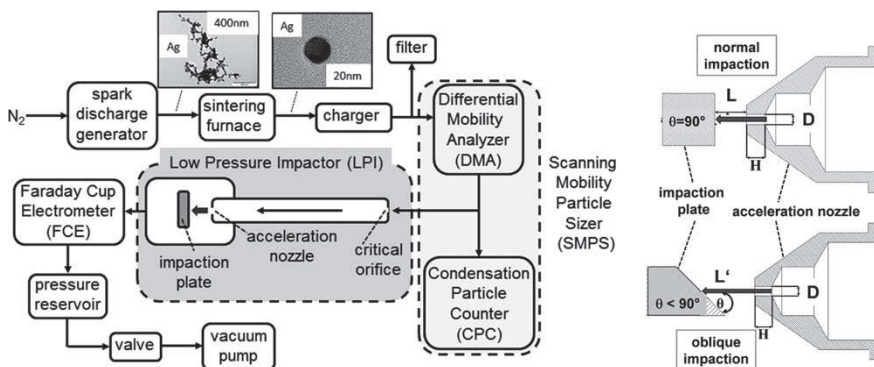 400nm
Ag
Ag
20nm
filter
N2
spark
discharge
generator
sintering
furnace
charger
Differential
Mobility
Analyzer
(DMA)
Low Pressure Impactor (LPI)
Scanning
Mobility
Particle
Sizer
(SMPS)
Faraday Cup
Electrometer
(FCE)
impaction
plate
acceleration
nozzle
critical
orifice
Condensation
Particle
Counter
(CPC)
pressure
reservoir
valve
vacuum
pump
normal
impaction
L
θ=90°
D
H
impaction
plate
acceleration nozzle
L‘
θ < 90°
θ
D
H
oblique
impaction